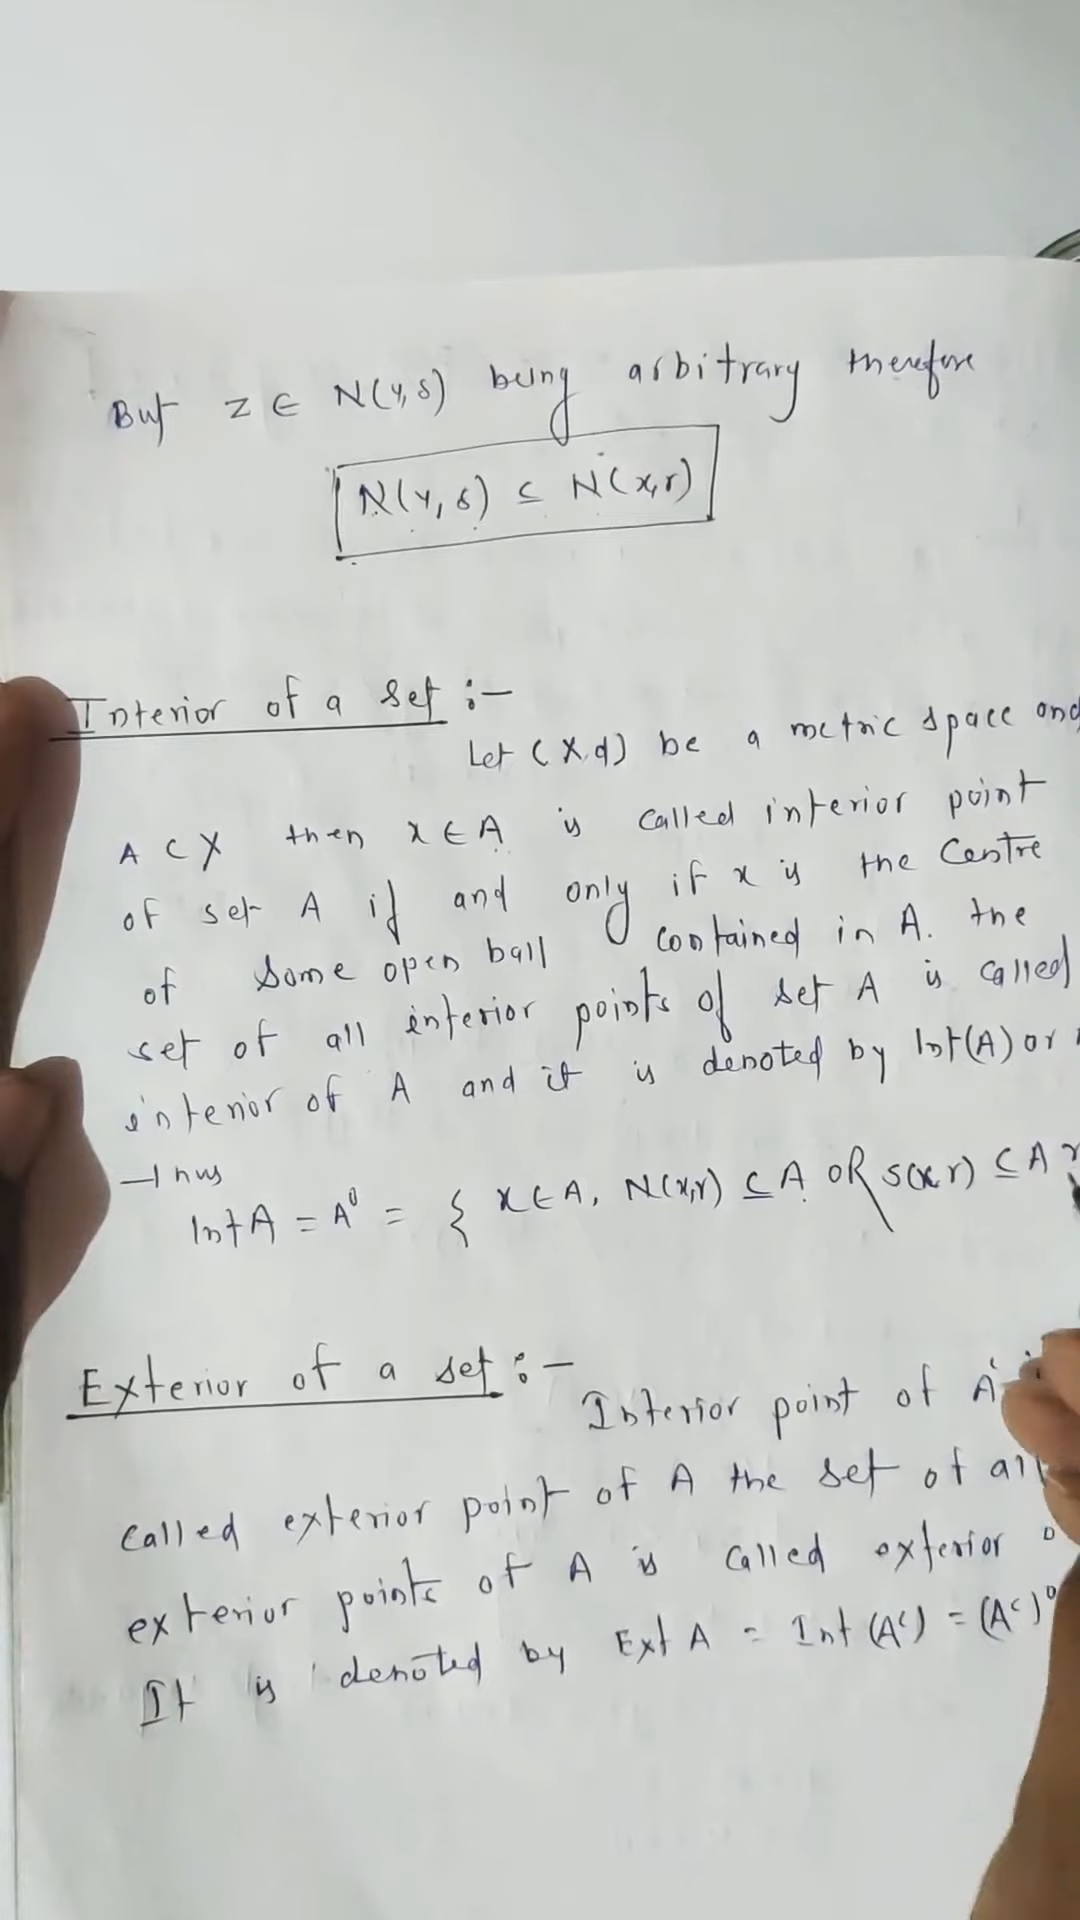 But z ∈ N(y, s) being arbitrary therefore
N(y, s) ⊆ N(x, r)
Interior of a set :-
Let (X, d) be a metric space and
A ⊂ X then x ∈ A is called interior point
of set A if and only if x is the centre
of some open ball contained in A. the
set of all interior points of set A is called
interior of A and it is denoted by Int(A) or
Thus
Int A = A⁰ = { x ∈ A, N(x,r) ⊆ A OR S(x,r) ⊆ A
Exterior of a set :-
Interior point of Aᶜ
called exterior point of A the set of all
exterior points of A is called exterior
It is denoted by Ext A = Int (Aᶜ) = (Aᶜ)⁰